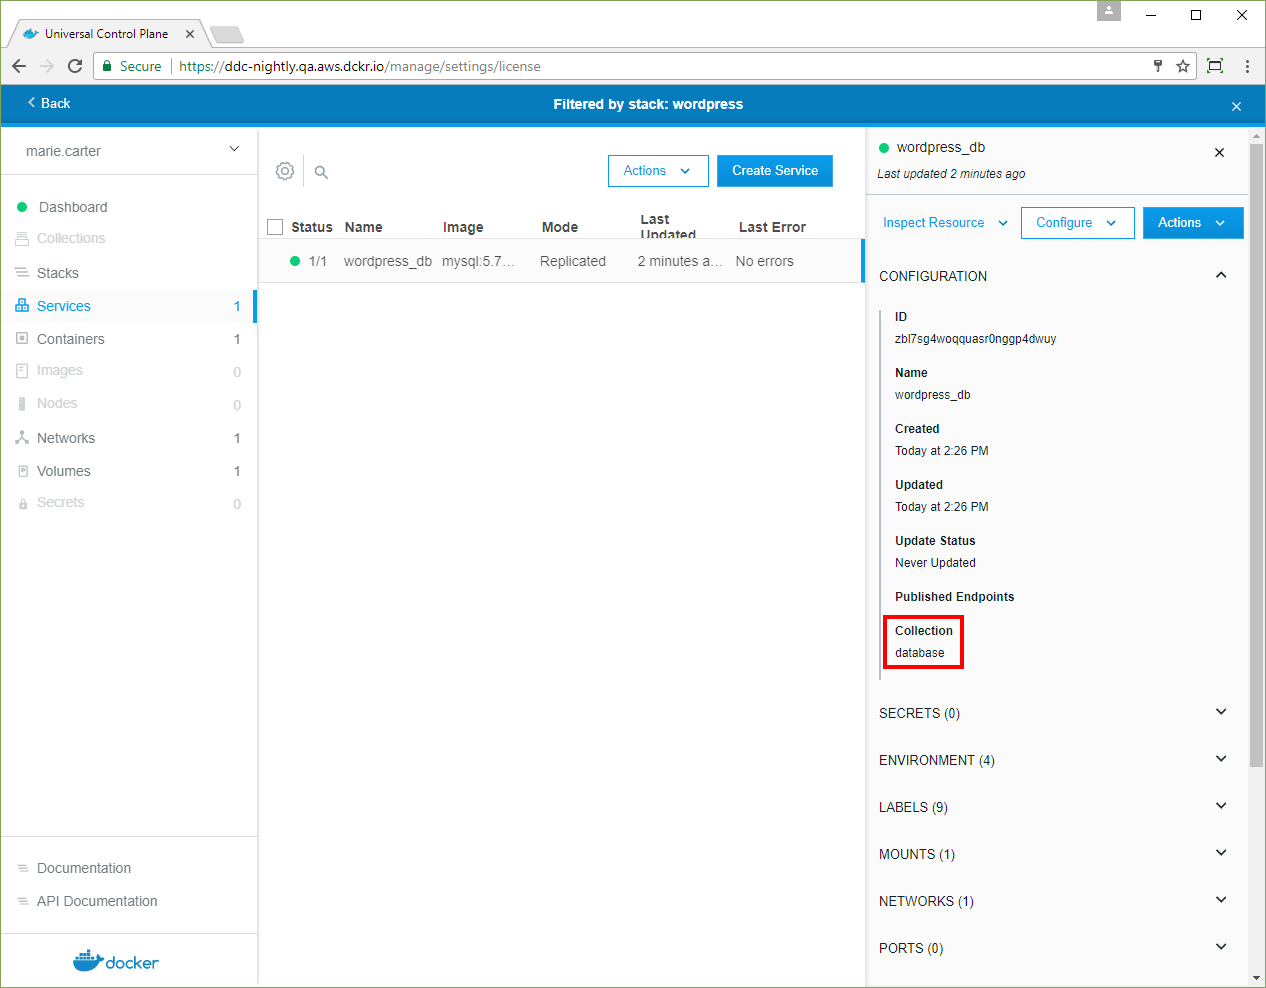 Universal Control Plane
Secure
https://ddc-nightly.qa.aws.dckr.io/manage/settings/license
Back
Filtered by stack: wordpress
marie.carter
Dashboard
Collections
Stacks
Services 1
Containers 1
Images 0
Nodes 0
Networks 1
Volumes 1
Secrets 0
Documentation
API Documentation
docker
Actions
Create Service
Status Name Image Mode Last Updated Last Error
1/1 wordpress_db mysql:5.7... Replicated 2 minutes a... No errors
wordpress_db
Last updated 2 minutes ago
Inspect Resource
Configure
Actions
CONFIGURATION
ID
zbl7sg4woqquasr0nggp4dwuy
Name
wordpress_db
Created
Today at 2:26 PM
Updated
Today at 2:26 PM
Update Status
Never Updated
Published Endpoints
Collection
database
SECRETS (0)
ENVIRONMENT (4)
LABELS (9)
MOUNTS (1)
NETWORKS (1)
PORTS (0)